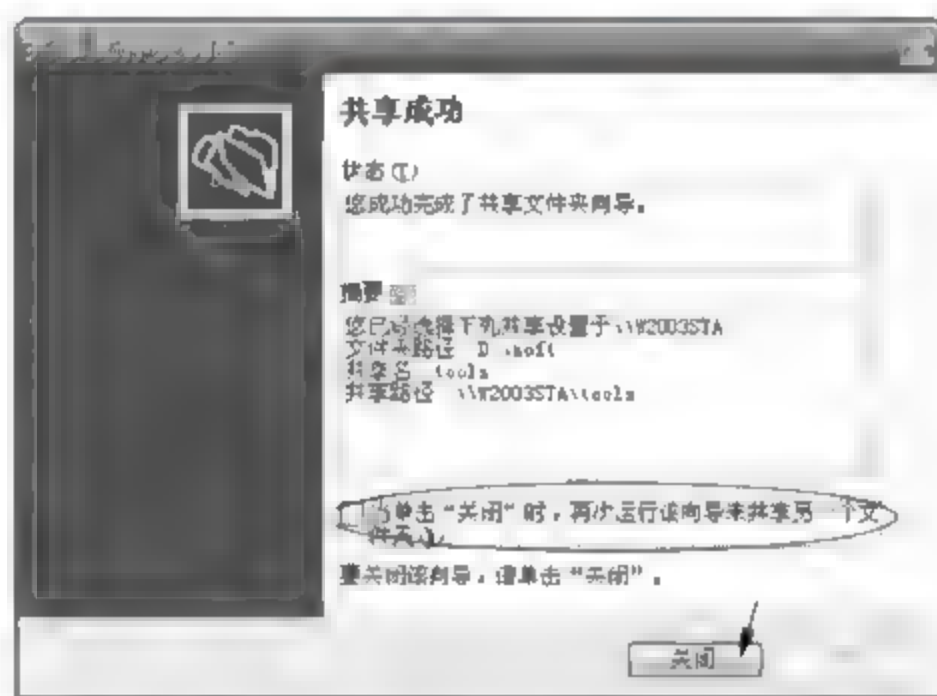 共享成功
状态(T)
您成功完成了共享文件夹向导。
摘要
您已经选择下列共享设置于 \\W2003STA
文件夹路径 D:\soft
共享名 tools
共享路径 \\W2003STA\tools
当单击“关闭”时，再次运行该向导来共享另一个文
件夹
要关闭该向导，请单击“关闭”。
关闭